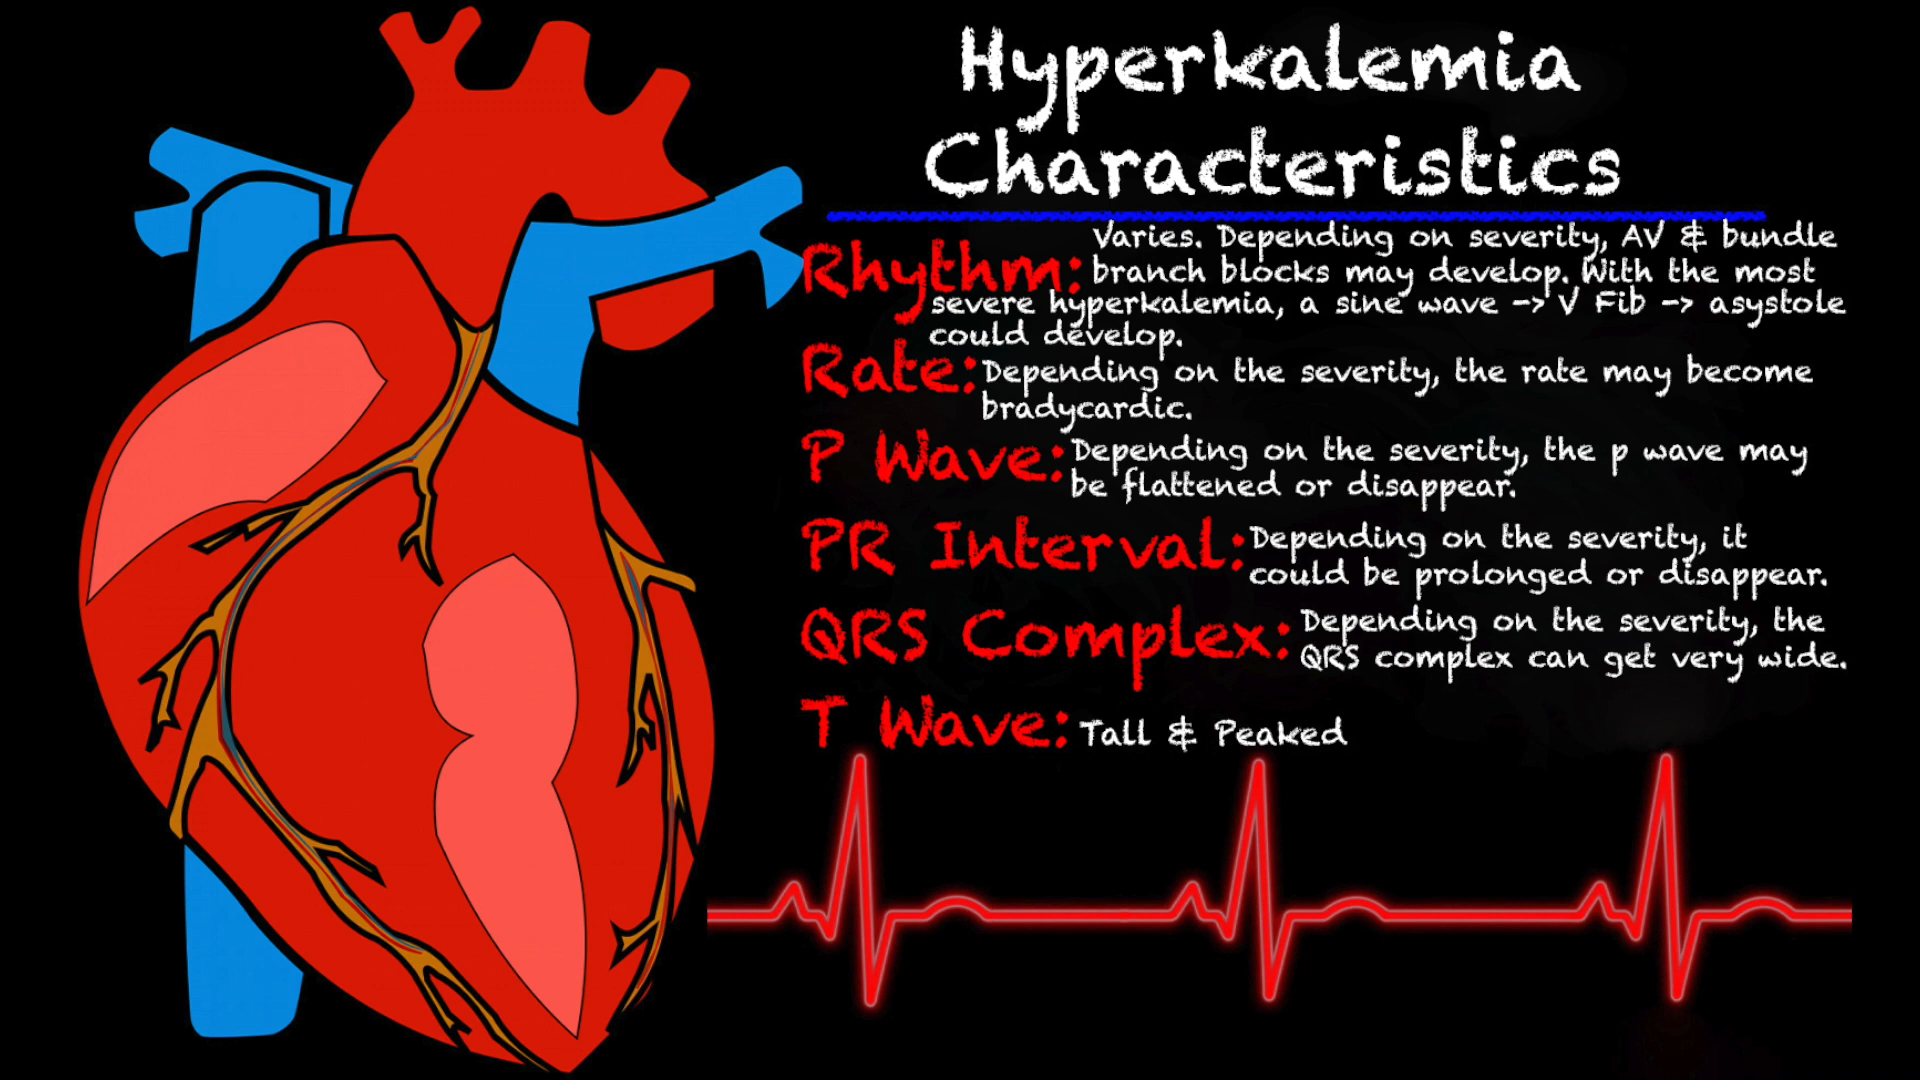 Hyperkalemia
Characteristics
Rhythm: Varies. Depending on severity, AV & bundle
branch blocks may develop. With the most
severe hyperkalemia, a sine wave -> V Fib -> asystole
could develop.
Rate: Depending on the severity, the rate may become
bradycardic.
P Wave: Depending on the severity, the p wave may
be flattened or disappear.
PR Interval: Depending on the severity, it
could be prolonged or disappear.
QRS Complex: Depending on the severity, the
QRS complex can get very wide.
T Wave: Tall & Peaked